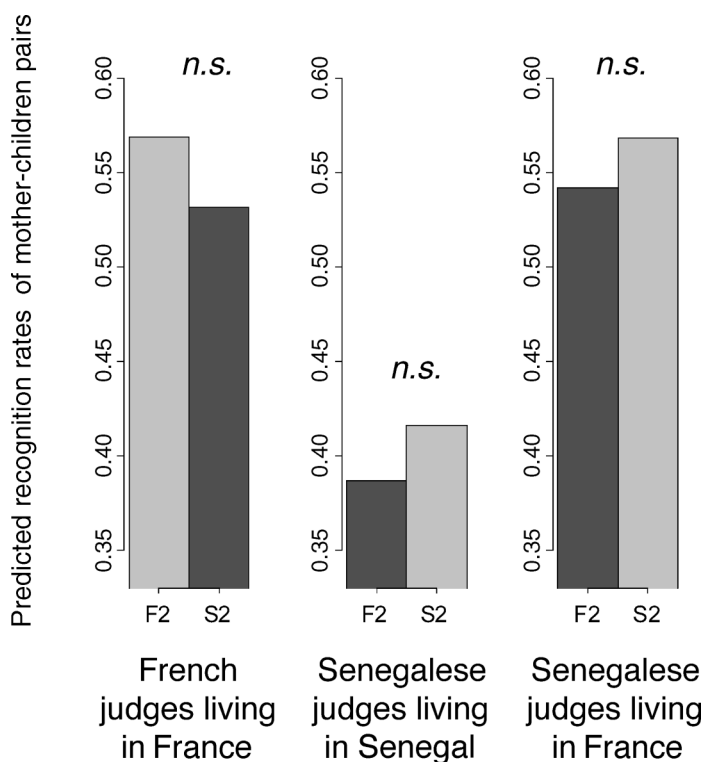 Predicted recognition rates of mother-children pairs
n.s.
0.60
0.55
0.50
0.45
0.40
0.35
F2 S2
French
judges living
in France
n.s.
0.60
0.55
0.50
0.45
0.40
0.35
F2 S2
Senegalese
judges living
in Senegal
n.s.
0.60
0.55
0.50
0.45
0.40
0.35
F2 S2
Senegalese
judges living
in France